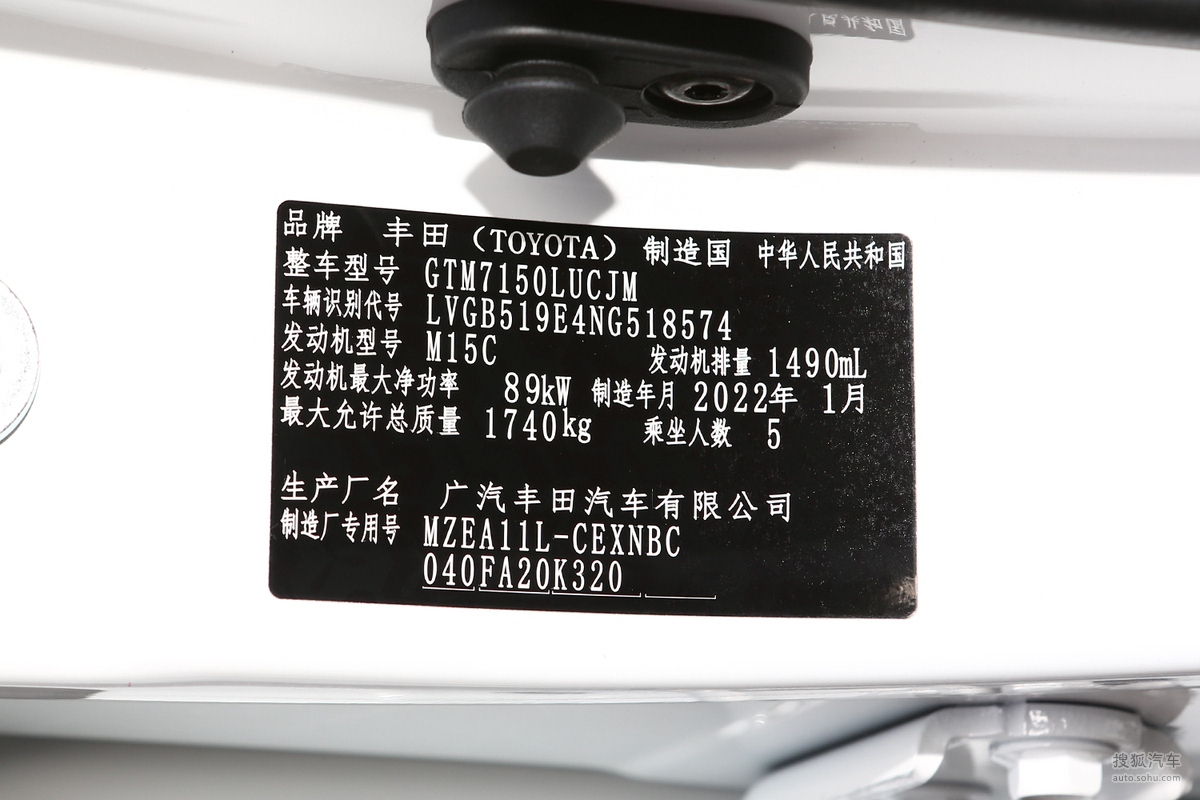 品牌 丰田（TOYOTA） 制造国 中华人民共和国
整车型号 GTM7150LUCJM
车辆识别代号 LVGB519E4NG518574
发动机型号 M15C 发动机排量 1490mL
发动机最大净功率 89kW 制造年月 2022年 1月
最大允许总质量 1740kg 乘坐人数 5
生产厂名 广汽丰田汽车有限公司
制造厂专用号 MZEA11L-CEXNBC
040FA20K320
搜狐汽车
auto.sohu.com